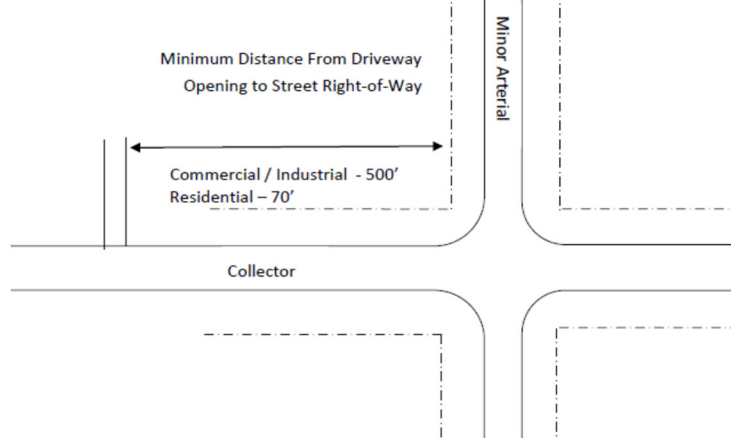 Minimum Distance From Driveway
Opening to Street Right-of-Way
Minor Arterial
Commercial / Industrial - 500’
Residential – 70’
Collector